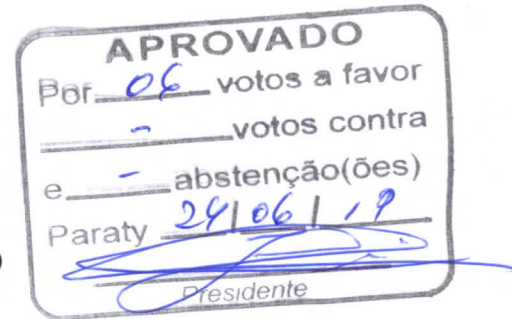 APROVADO
Por 06 votos a favor
- votos contra
e - abstenção(ões)
Paraty 24/06/19
Presidente